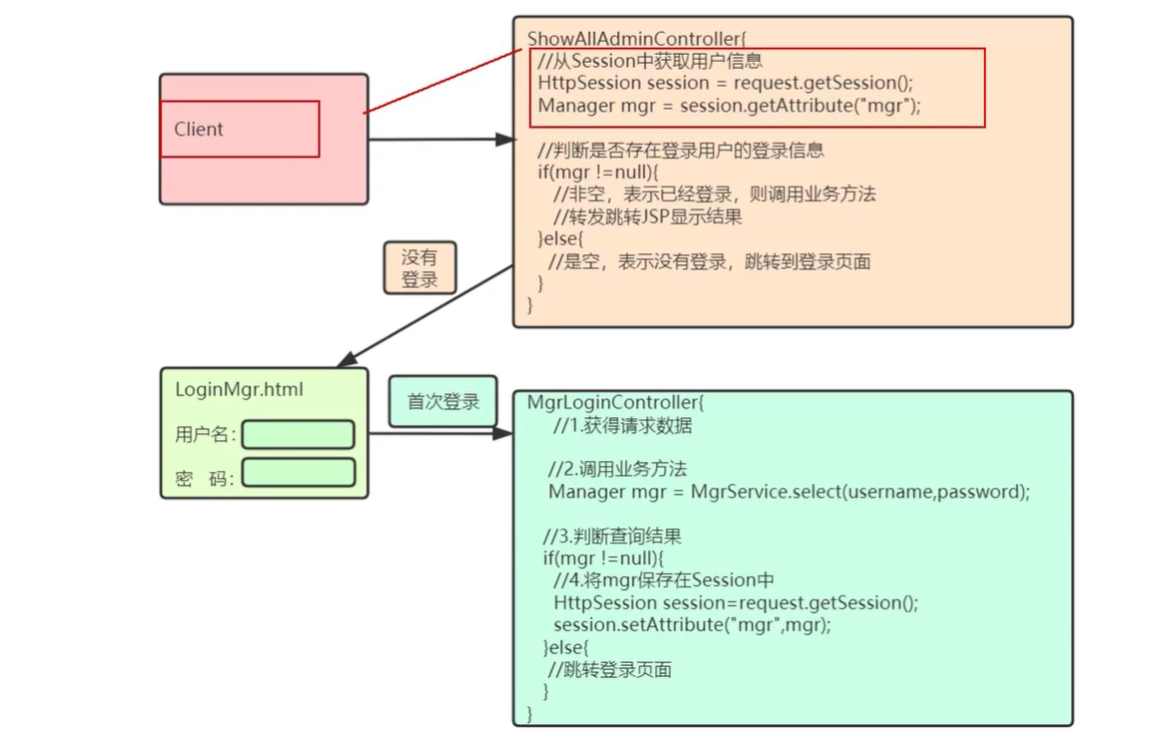 Client
ShowAllAdminController{
//从Session中获取用户信息
HttpSession session = request.getSession();
Manager mgr = session.getAttribute("mgr");
//判断是否存在登录用户的登录信息
if(mgr !=null){
//非空，表示已经登录，则调用业务方法
//转发跳转JSP显示结果
}else{
//是空，表示没有登录，跳转到登录页面
}
}
没有
登录
LoginMgr.html
用户名：
密 码：
首次登录
MgrLoginController{
//1.获得请求数据
//2.调用业务方法
Manager mgr = MgrService.select(username,password);
//3.判断查询结果
if(mgr !=null){
//4.将mgr保存在Session中
HttpSession session=request.getSession();
session.setAttribute("mgr",mgr);
}else{
//跳转登录页面
}
}